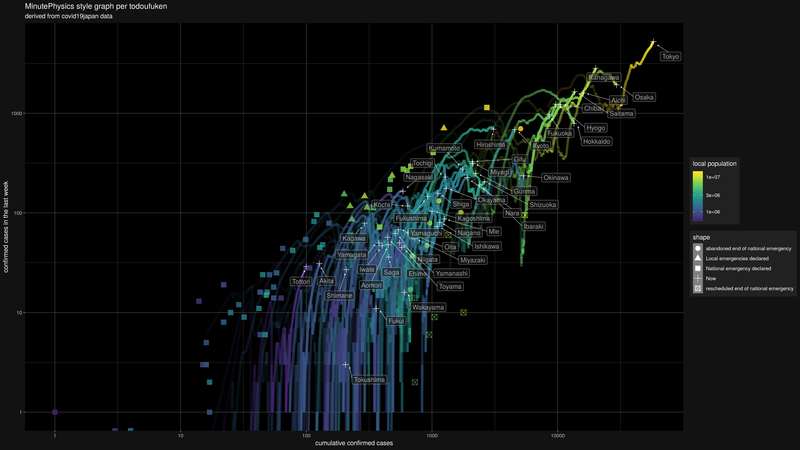 MinutePhysics style graph per todoufuken
derived from covid19japan data
confirmed cases in the last week
1000
100
10
1
Tokyo
Kanagawa
Osaka
Aichi
Chiba
Saitama
Fukuoka
Hyogo
Hiroshima
Kyoto
Hokkaido
Kumamoto
Tochigi
Gifu
Nagasaki
Miyagi
Okinawa
Gunma
Kochi
Shiga
Okayama
Shizuoka
Fukushima
Kagoshima
Nara
Ibaraki
Kagawa
Yamaguchi
Nagano
Mie
Oita
Ishikawa
Yamagata
Niigata
Miyazaki
Iwate
Saga
Ehime
Yamanashi
Tottori
Akita
Aomori
Toyama
Shimane
Wakayama
Fukui
Tokushima
1
10
100
1000
10000
cumulative confirmed cases
local population
1e+07
3e+06
1e+06
shape
abandoned end of national emergency
Local emergencies declared
National emergency declared
Now
rescheduled end of national emergency